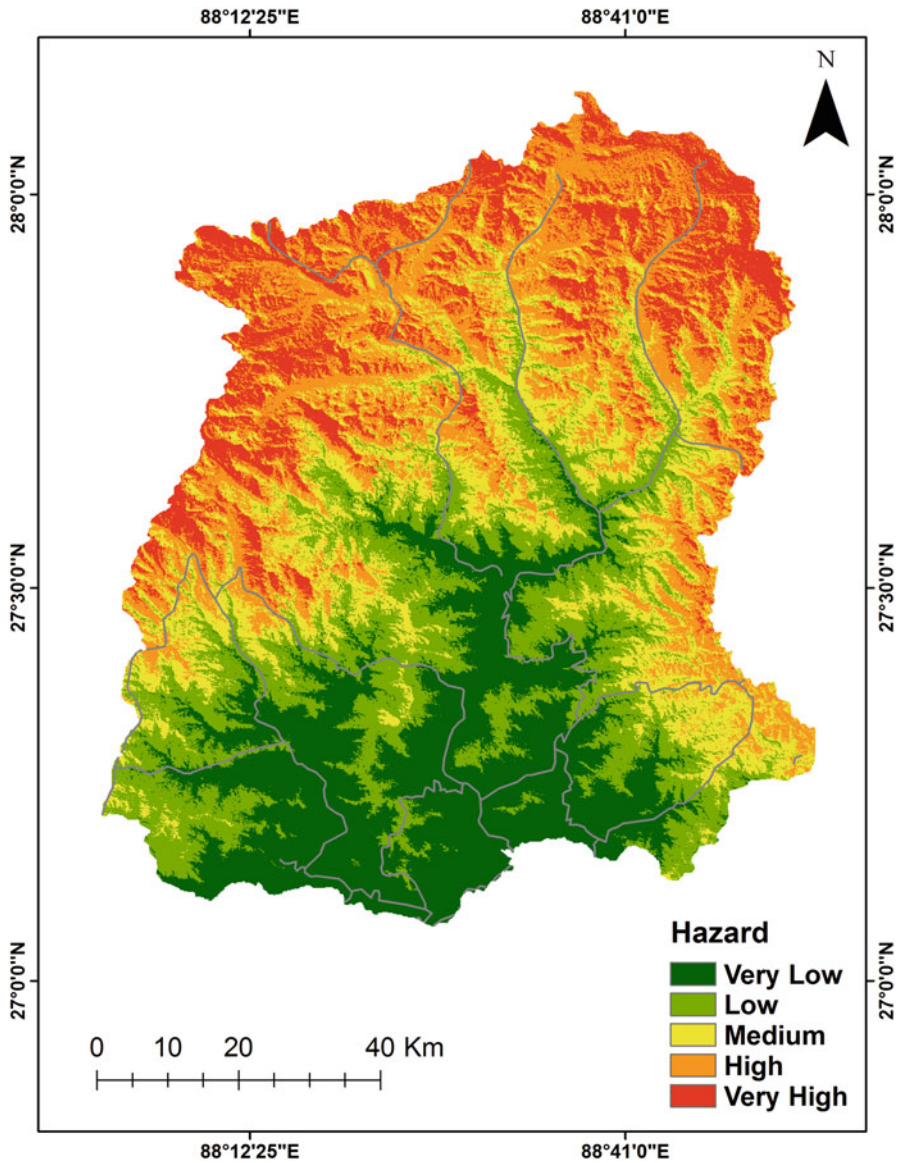 88°12'25"E 88°41'0"E
N
28°0'0"N 28°0'0"N
27°30'0"N 27°30'0"N
27°0'0"N 27°0'0"N
Hazard
Very Low
Low
Medium
High
Very High
0 10 20 40 Km
88°12'25"E 88°41'0"E